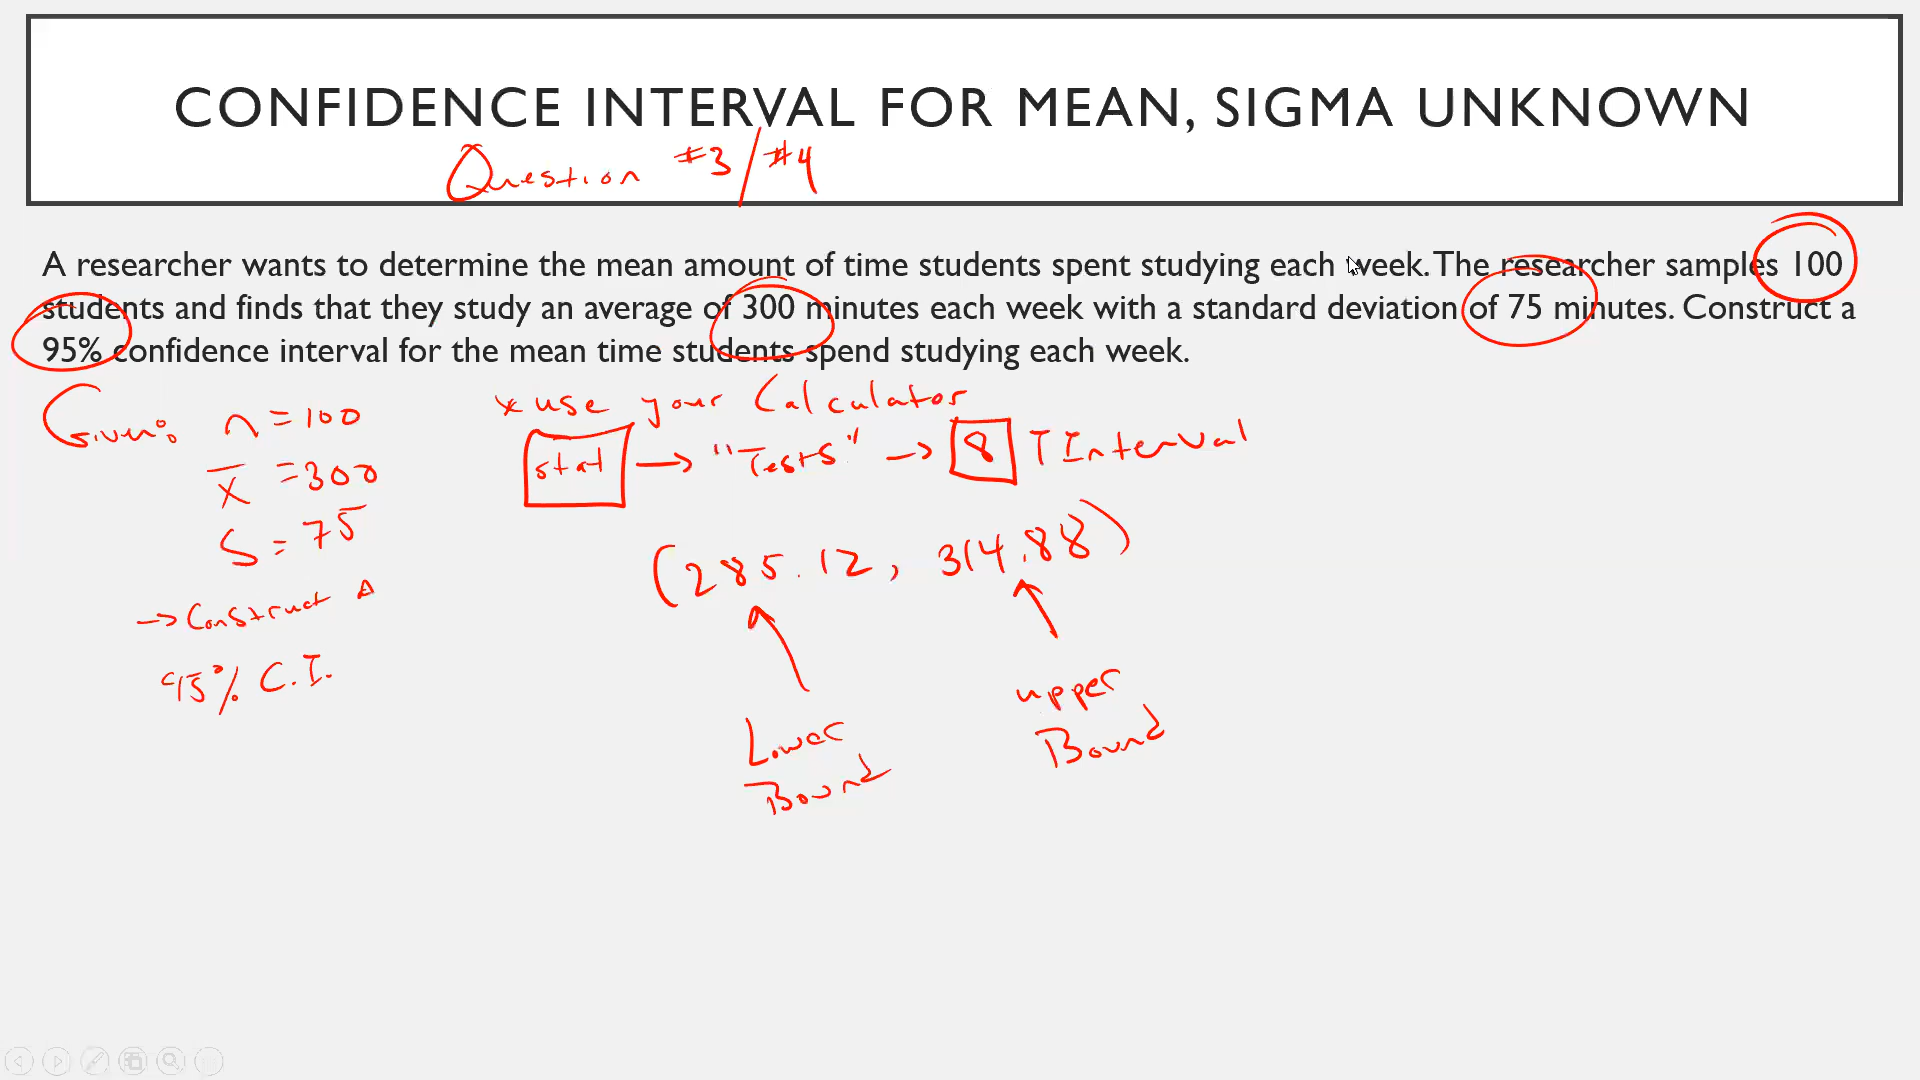 CONFIDENCE INTERVAL FOR MEAN, SIGMA UNKNOWN
Question #3/#4
A researcher wants to determine the mean amount of time students spent studying each week. The researcher samples 100
students and finds that they study an average of 300 minutes each week with a standard deviation of 75 minutes. Construct a
95% confidence interval for the mean time students spend studying each week.
Given: n = 100
x̄ = 300
S = 75
→ Construct A
95% C.I.
* use your Calculator
stat → "Tests" → 8 TInterval
(285.12, 314.88)
Lower
Bound
upper
Bound